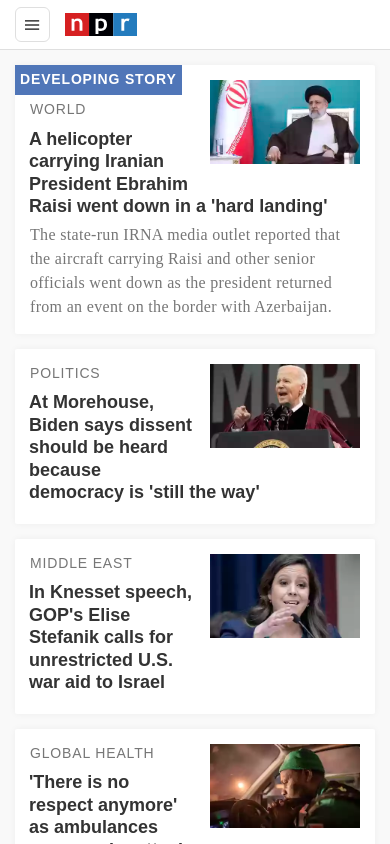 npr
DEVELOPING STORY
WORLD
A helicopter
carrying Iranian
President Ebrahim
Raisi went down in a 'hard landing'
The state-run IRNA media outlet reported that
the aircraft carrying Raisi and other senior
officials went down as the president returned
from an event on the border with Azerbaijan.
POLITICS
At Morehouse,
Biden says dissent
should be heard
because
democracy is 'still the way'
MIDDLE EAST
In Knesset speech,
GOP's Elise
Stefanik calls for
unrestricted U.S.
war aid to Israel
GLOBAL HEALTH
'There is no
respect anymore'
as ambulances